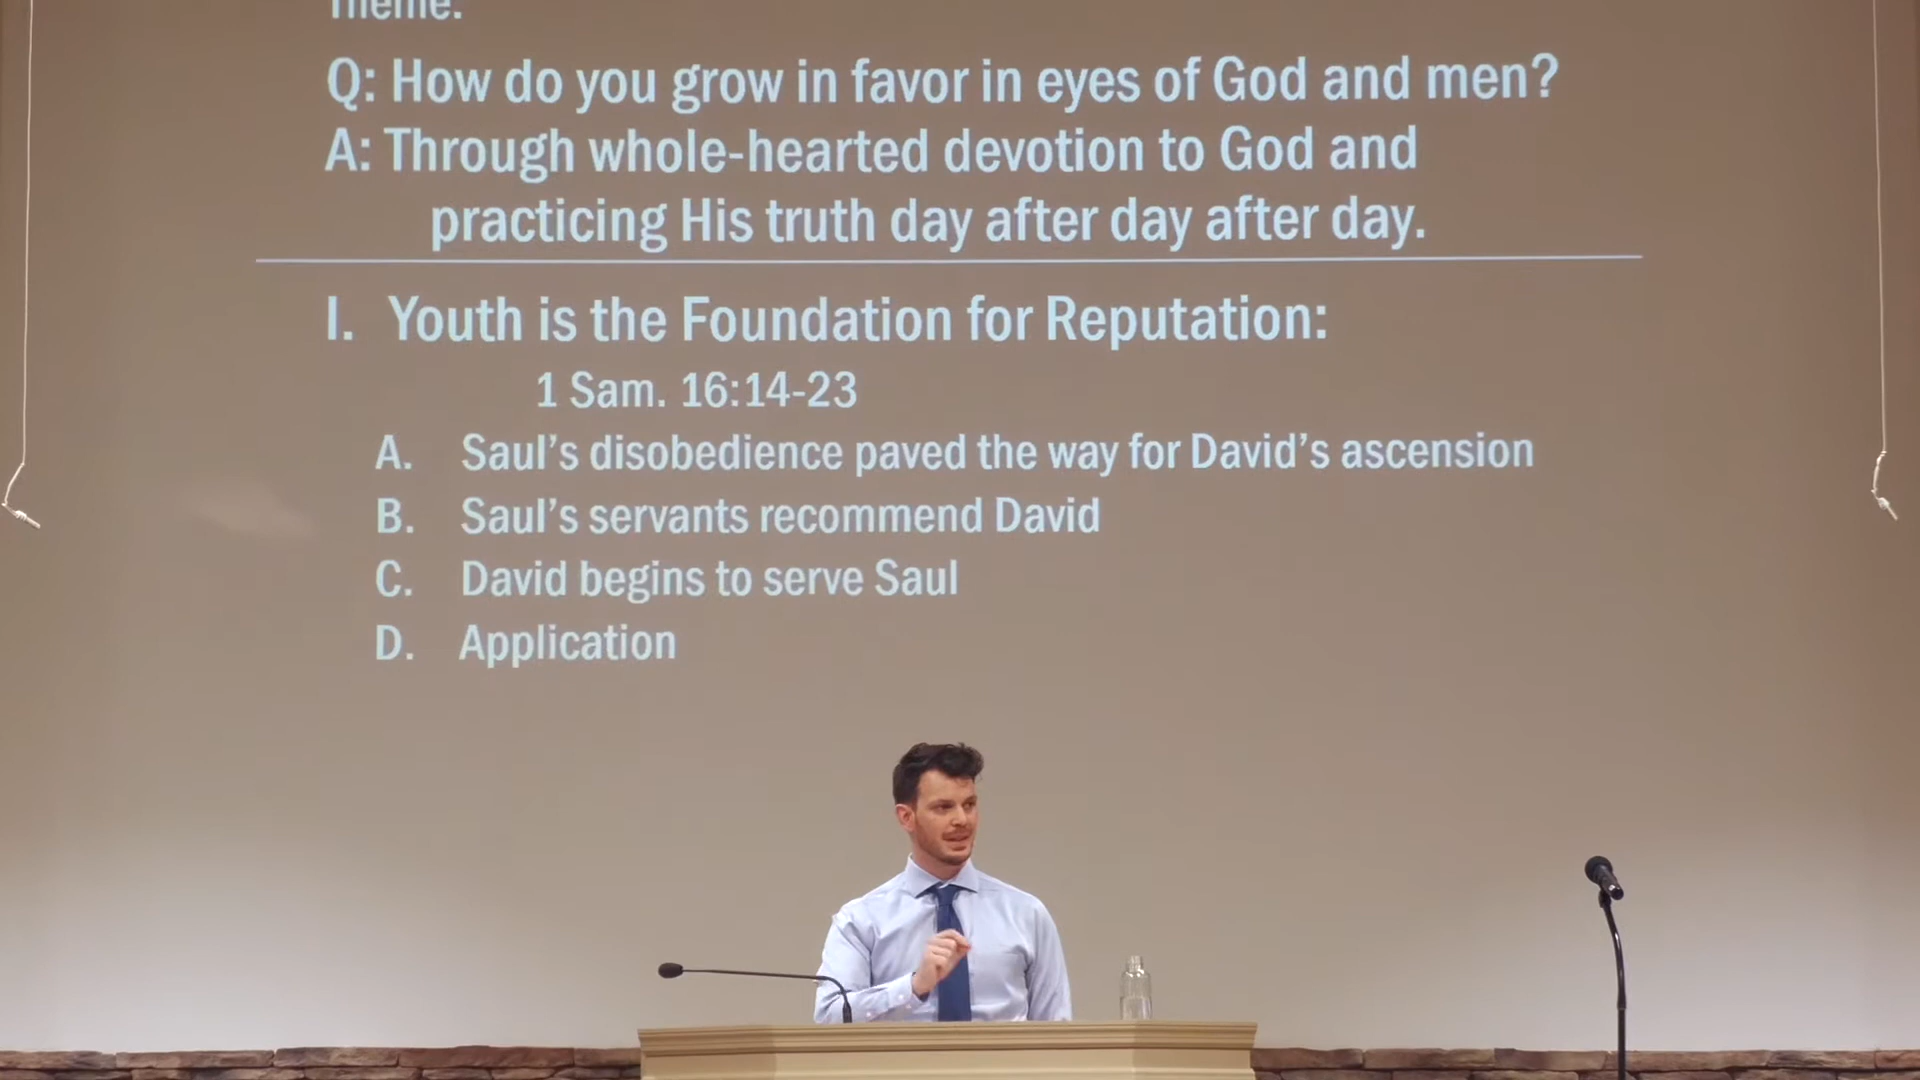 Theme:
Q: How do you grow in favor in eyes of God and men?
A: Through whole-hearted devotion to God and
practicing His truth day after day after day.
I. Youth is the Foundation for Reputation:
1 Sam. 16:14-23
A. Saul’s disobedience paved the way for David’s ascension
B. Saul’s servants recommend David
C. David begins to serve Saul
D. Application